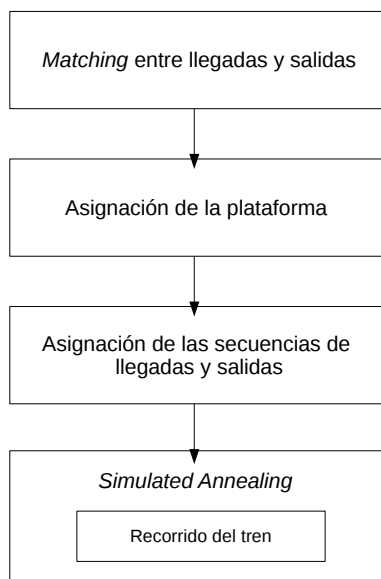 Matching entre llegadas y salidas
Asignación de la plataforma
Asignación de las secuencias de
llegadas y salidas
Simulated Annealing
Recorrido del tren